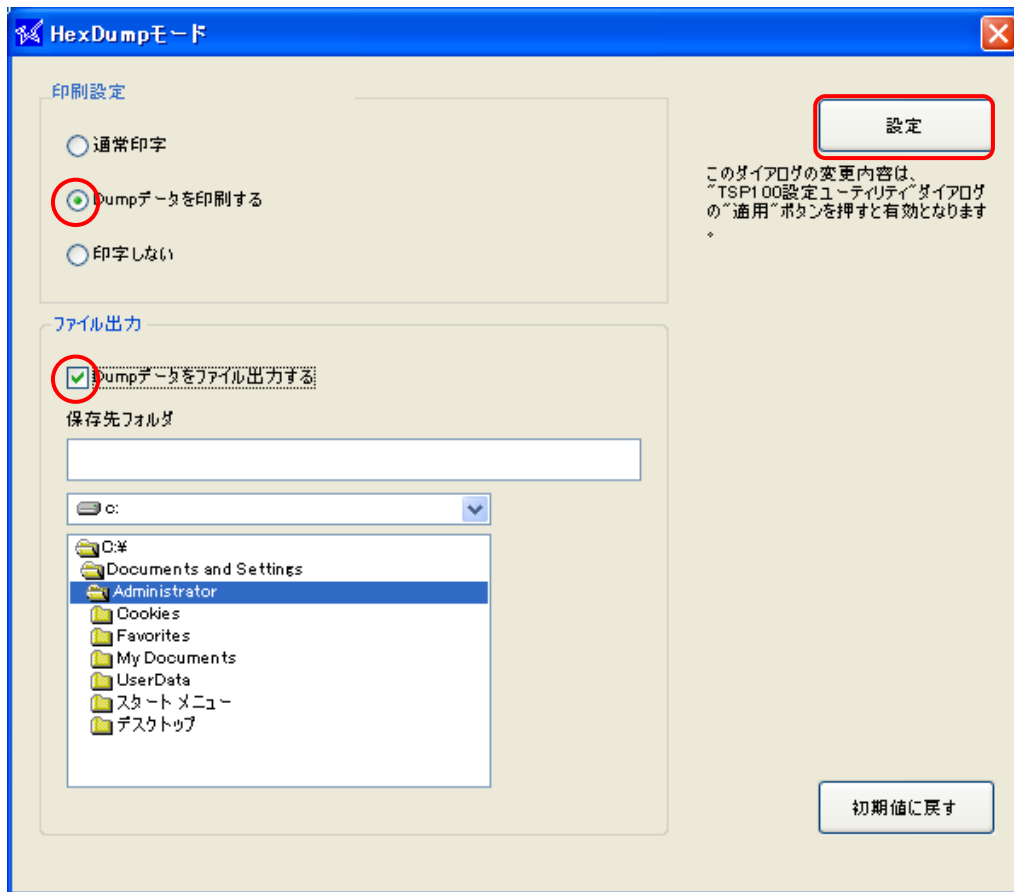 HexDumpモード
印刷設定
通常印字
Dumpデータを印刷する
印字しない
設定
このダイアログの変更内容は、
"TSP100設定ユーティリティ"ダイアログ
の"適用"ボタンを押すと有効となります
。
ファイル出力
Dumpデータをファイル出力する
保存先フォルダ
c:
C:¥
Documents and Settings
Administrator
Cookies
Favorites
My Documents
UserData
スタート メニュー
デスクトップ
初期値に戻す